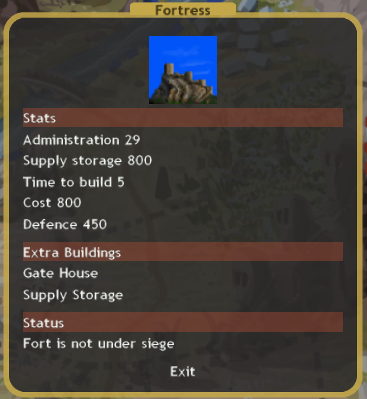 Fortress
Stats
Administration 29
Supply storage 800
Time to build 5
Cost 800
Defence 450
Extra Buildings
Gate House
Supply Storage
Status
Fort is not under siege
Exit